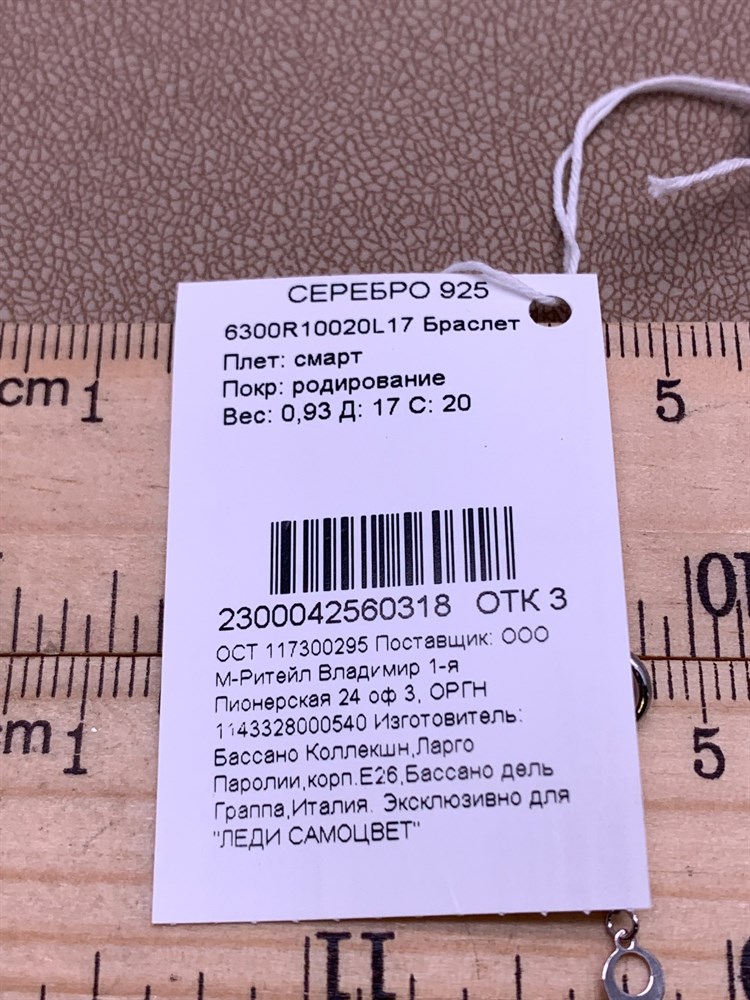 СЕРЕБРО 925
6300R10020L17 Браслет
Плет: смарт
Покр: родирование
Вес: 0,93 Д: 17 С: 20
2300042560318 ОТК 3
ОСТ 117300295 Поставщик: ООО
М-Ритейл Владимир 1-я
Пионерская 24 оф 3, ОРГН
1143328000540 Изготовитель:
Бассано Коллекшн,Ларго
Паролии,корп.Е26,Бассано дель
Граппа,Италия. Эксклюзивно для
"ЛЕДИ САМОЦВЕТ"
cm 1
5
10
cm 1
5
11